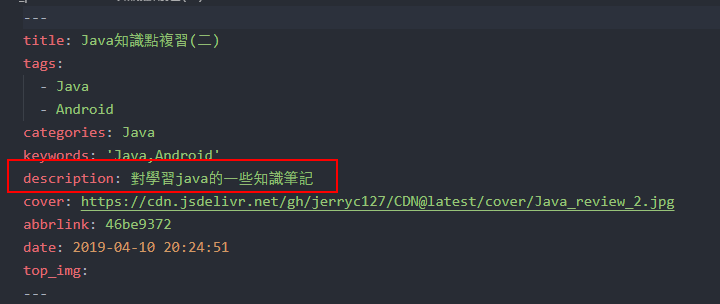 ---
title: Java知識點複習(二)
tags:
- Java
- Android
categories: Java
keywords: 'Java,Android'
description: 對學習java的一些知識筆記
cover: https://cdn.jsdelivr.net/gh/jerryc127/CDN@latest/cover/Java_review_2.jpg
abbrlink: 46be9372
date: 2019-04-10 20:24:51
top_img:
---